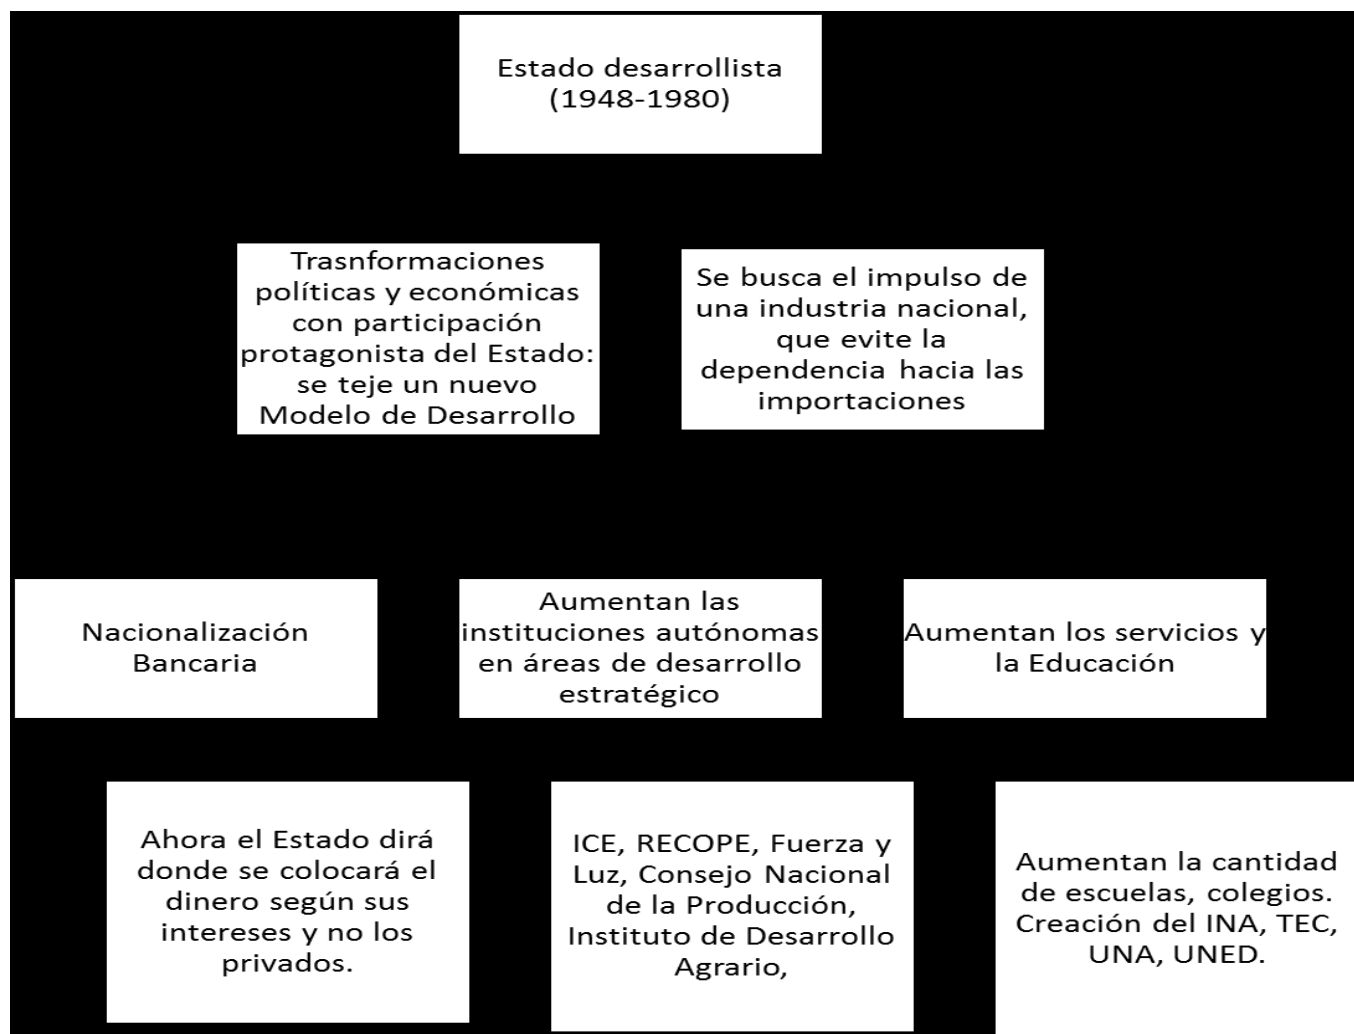 Estado desarrollista
(1948-1980)
Trasnformaciones
políticas y económicas
con participación
protagonista del Estado:
se teje un nuevo
Modelo de Desarrollo
Se busca el impulso de
una industria nacional,
que evite la
dependencia hacia las
importaciones
Nacionalización
Bancaria
Aumentan las
instituciones autónomas
en áreas de desarrollo
estratégico
Aumentan los servicios y
la Educación
Ahora el Estado dirá
donde se colocará el
dinero según sus
intereses y no los
privados.
ICE, RECOPE, Fuerza y
Luz, Consejo Nacional
de la Producción,
Instituto de Desarrollo
Agrario,
Aumentan la cantidad
de escuelas, colegios.
Creación del INA, TEC,
UNA, UNED.